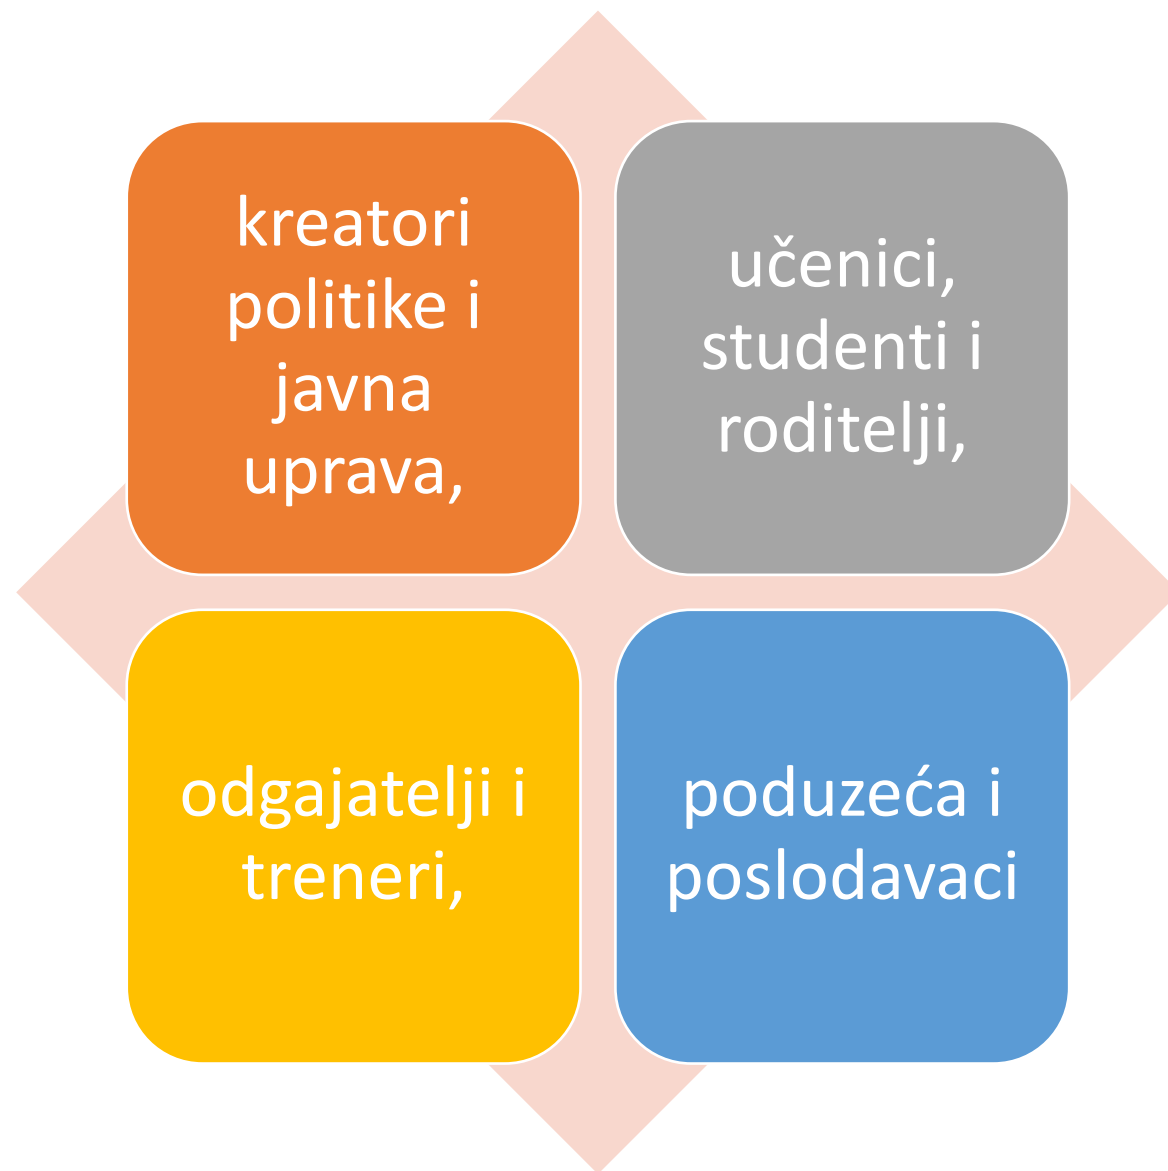 kreatori
politike i
javna
uprava,
učenici,
studenti i
roditelji,
odgajatelji i
treneri,
poduzeća i
poslodavaci